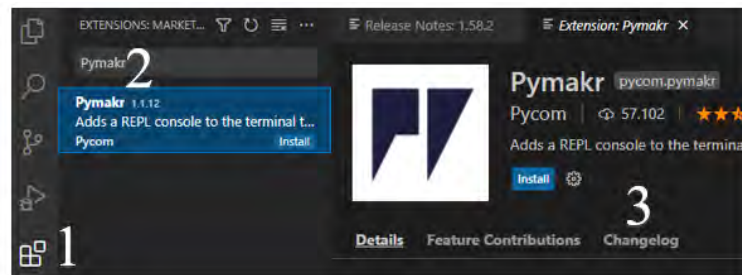 EXTENSIONS: MARKET...
Release Notes: 1.58.2
Extension: Pymakr
Pymakr
2
Pymakr 1.1.12
Adds a REPL console to the terminal t...
Pycom
Install
Pymakr pycom.pymakr
Pycom 57.102
Adds a REPL console to the termina
Install
3
Details Feature Contributions Changelog
1